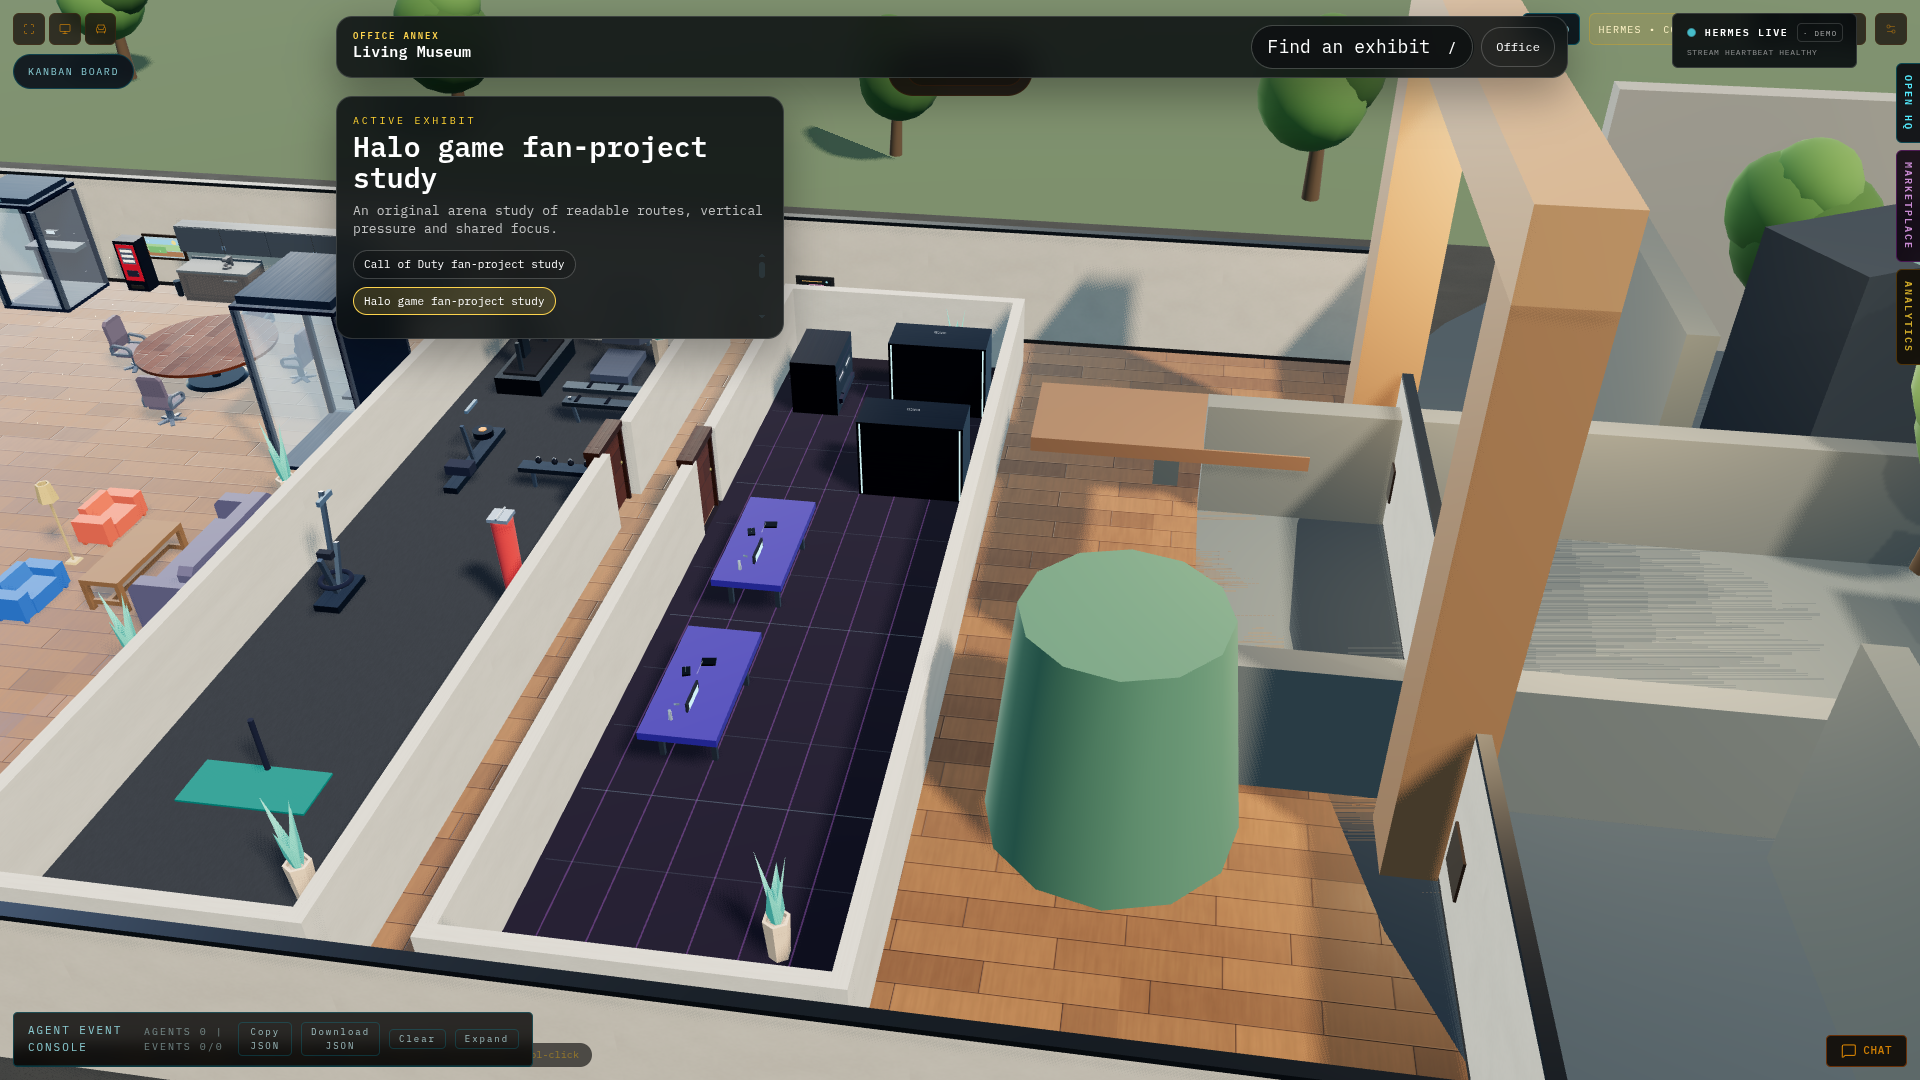 OFFICE ANNEX
Living Museum
Find an exhibit /
Office
HERMES • C
HERMES LIVE
- DEMO
STREAM HEARTBEAT HEALTHY
KANBAN BOARD
OPEN HQ
MARKETPLACE
ANALYTICS
ACTIVE EXHIBIT
Halo game fan-project
study
An original arena study of readable routes, vertical
pressure and shared focus.
Call of Duty fan-project study
Halo game fan-project study
AGENT EVENT
CONSOLE
AGENTS 0 |
EVENTS 0/0
Copy
JSON
Download
JSON
Clear
Expand
ol-click
CHAT